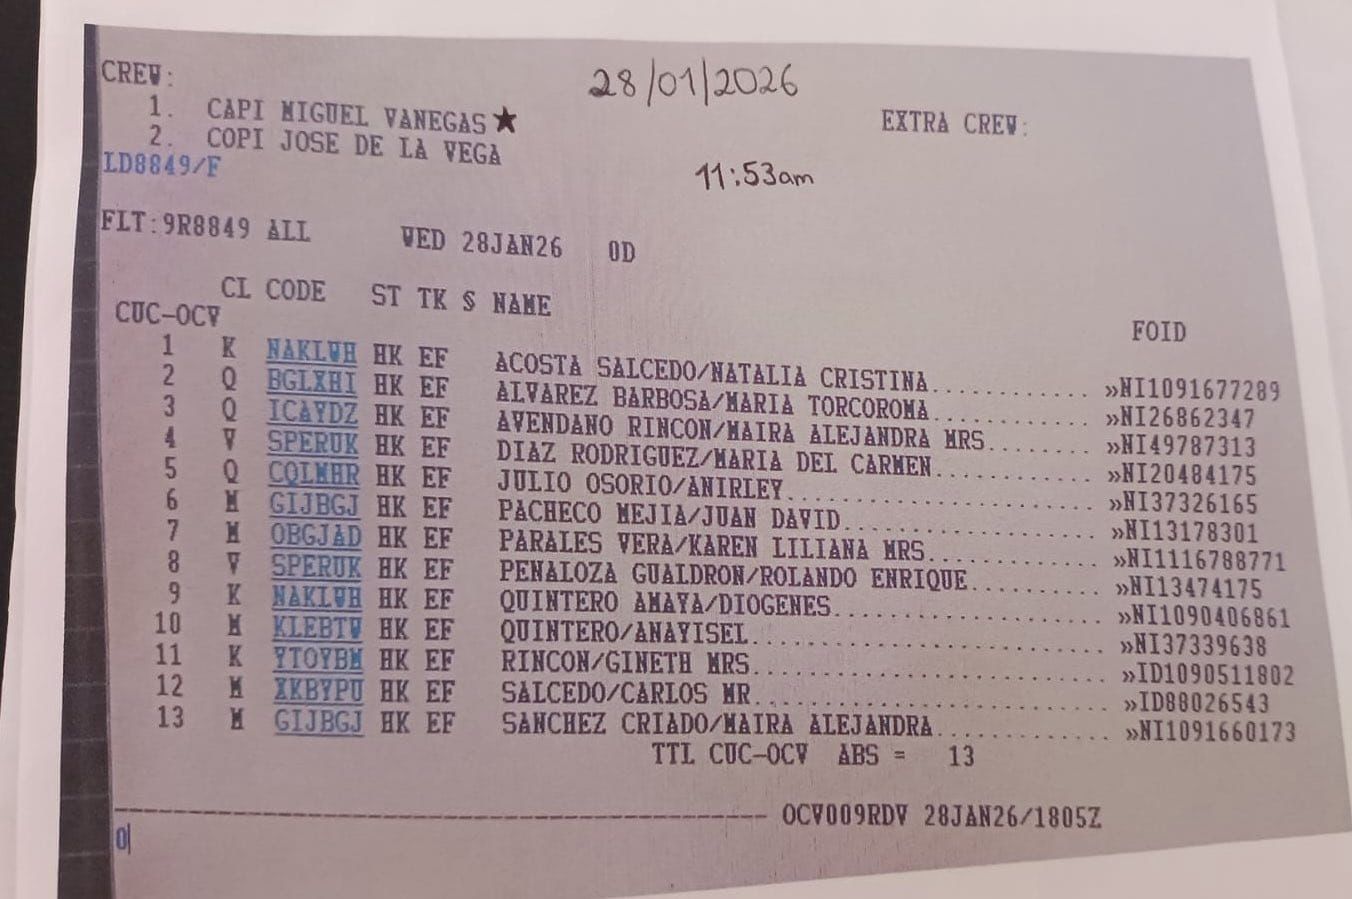 CREW:
28/01/2026
1. CAPI MIGUEL VANEGAS★
EXTRA CREW:
2. COPI JOSE DE LA VEGA
LD8849/F
11:53am
FLT:9R8849 ALL WED 28JAN26 0D
CL CODE ST TK S NAME FOID
CUC-OCV
1 K NAKLWH HK EF ACOSTA SALCEDO/NATALIA CRISTINA............»NI1091677289
2 Q BGLXHI HK EF ALVAREZ BARBOSA/MARIA TORCOROMA............»NI26862347
3 Q ICAYDZ HK EF AVENDANO RINCON/MAIRA ALEJANDRA MRS........»NI49787313
4 V SPERUK HK EF DIAZ RODRIGUEZ/MARIA DEL CARMEN............»NI20484175
5 Q CQLMHR HK EF JULIO OSORIO/ANIRLEY.......................»NI37326165
6 M GIJBGJ HK EF PACHECO MEJIA/JUAN DAVID...................»NI13178301
7 M OBGJAD HK EF PARALES VERA/KAREN LILIANA MRS.............»NI1116788771
8 V SPERUK HK EF PENALOZA GUALDRON/ROLANDO ENRIQUE..........»NI13474175
9 K NAKLWH HK EF QUINTERO AMAYA/DIOGENES....................»NI1090406861
10 M KLEBTW HK EF QUINTERO/ANAYISEL.........................»NI37339638
11 K YTOYBM HK EF RINCON/GINETH MRS.........................»ID1090511802
12 M XKBYPU HK EF SALCEDO/CARLOS MR.........................»ID88026543
13 M GIJBGJ HK EF SANCHEZ CRIADO/MAIRA ALEJANDRA............»NI1091660173
TTL CUC-OCV ABS = 13
-------------------------------------------------- OCV009RDV 28JAN26/1805Z
0